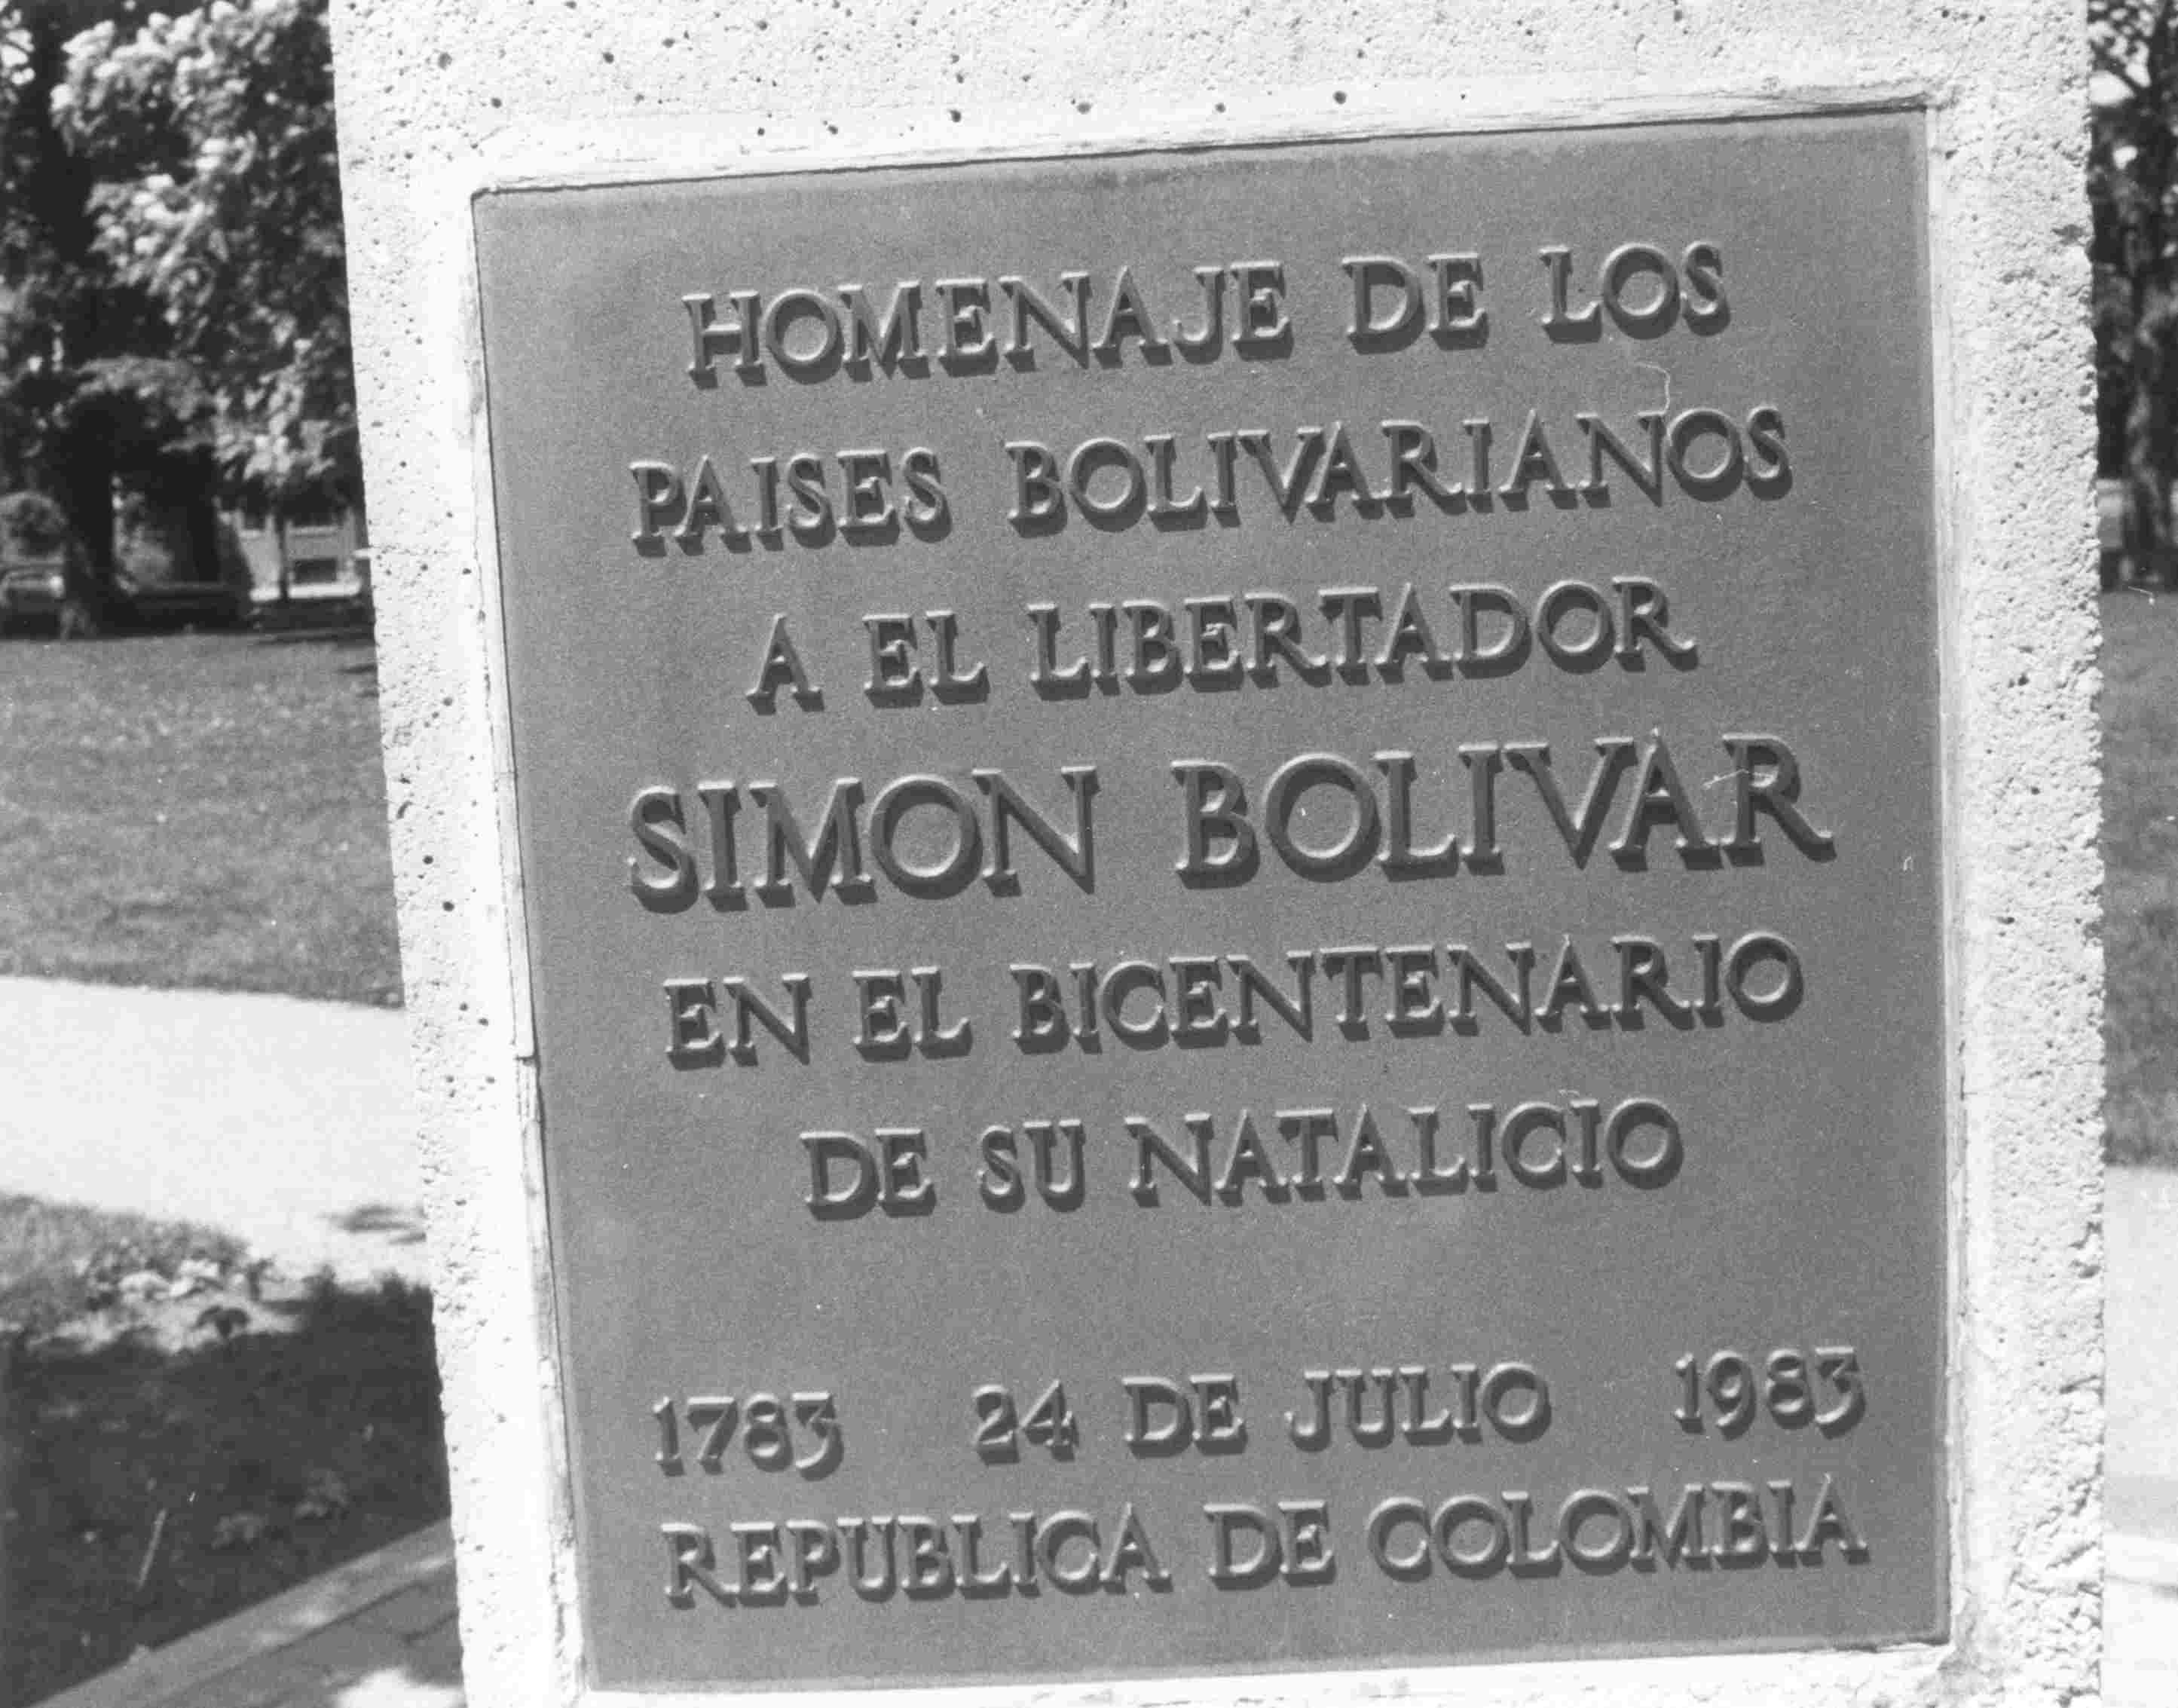 HOMENAJE DE LOS
PAISES BOLIVARIANOS
A EL LIBERTADOR
SIMON BOLIVAR
EN EL BICENTENARIO
DE SU NATALICIO
1783 24 DE JULIO 1983
REPUBLICA DE COLOMBIA